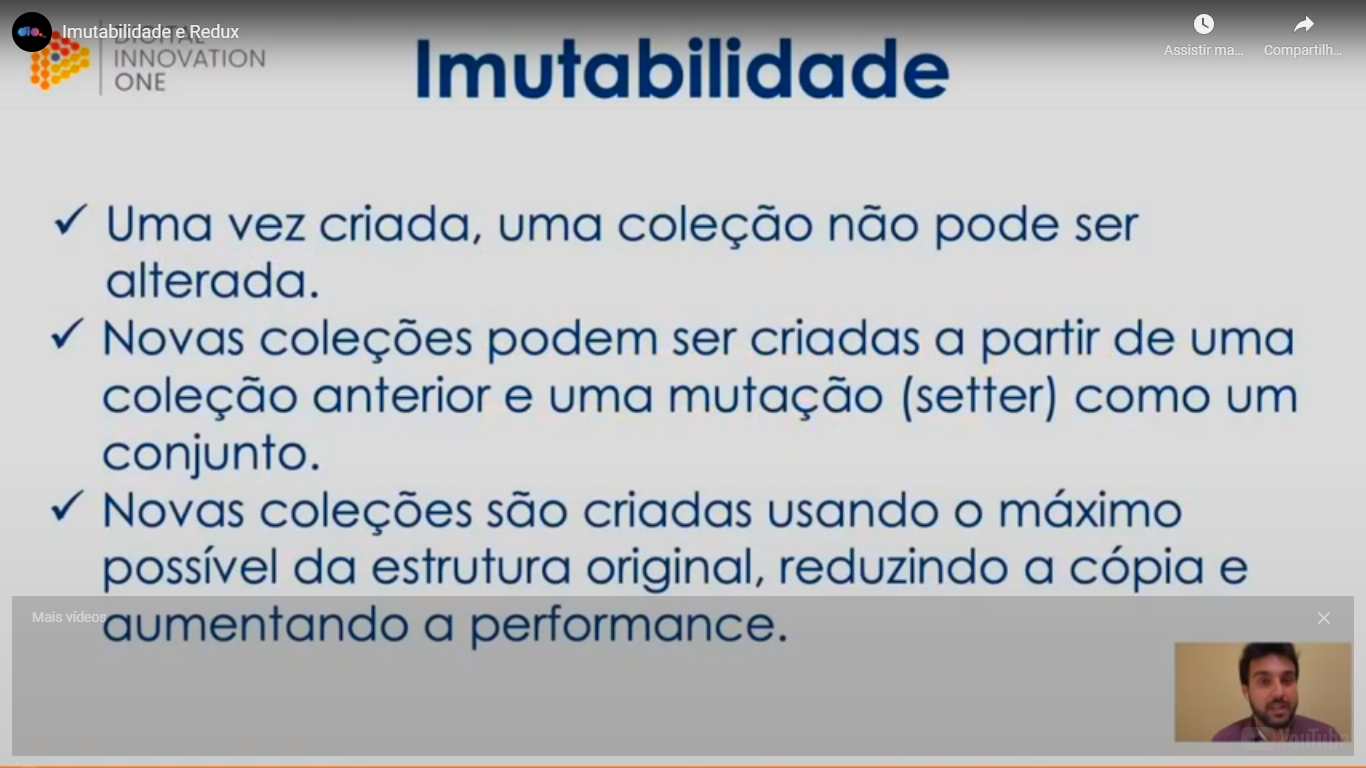 Imutabilidade e Redux
Assistir ma...
Compartilh...
DIGITAL
INNOVATION
ONE
Imutabilidade
Uma vez criada, uma coleção não pode ser
alterada.
Novas coleções podem ser criadas a partir de uma
coleção anterior e uma mutação (setter) como um
conjunto.
Novas coleções são criadas usando o máximo
possível da estrutura original, reduzindo a cópia e
aumentando a performance.
Mais vídeos
YouTube